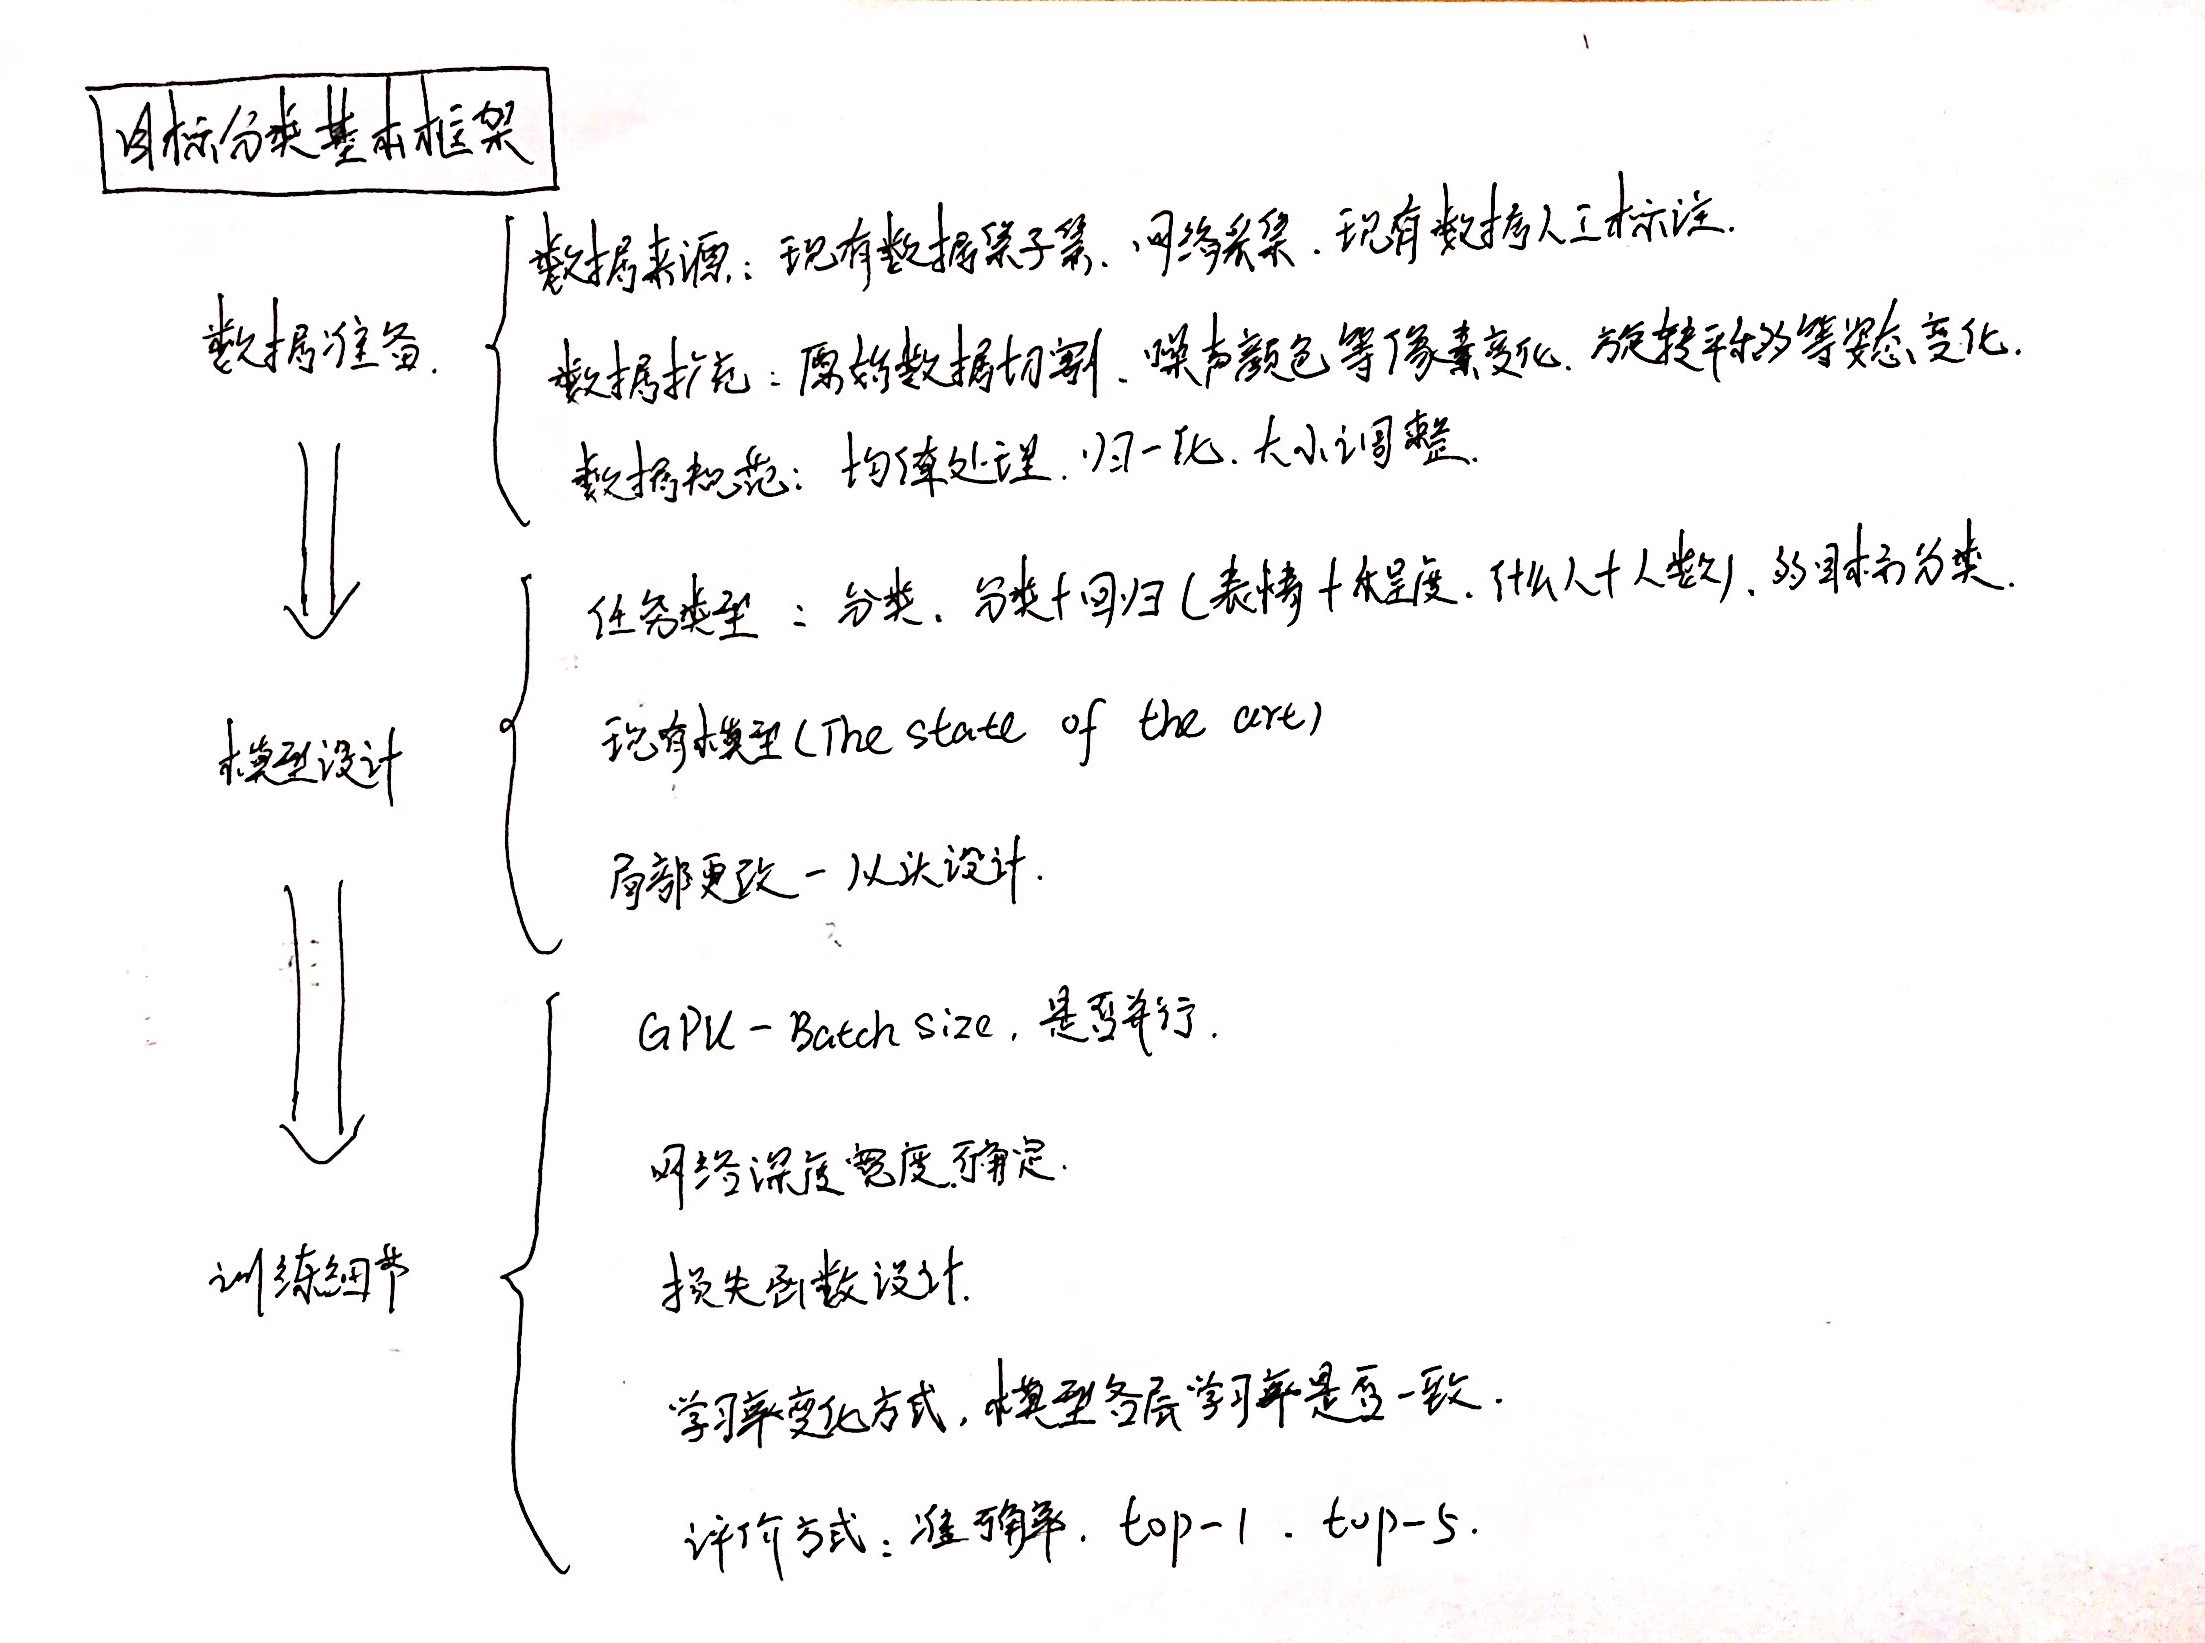 目标分类基本框架
数据准备.
数据来源：现有数据集子集、网络采集、现有数据人工标注.
数据扩充：原始数据切割、噪声颜色等像素变化、旋转平移等姿态变化.
数据规范：均值处理、归一化、大小调整.
模型设计
任务类型：分类、分类+回归(表情+程度、什么人+人数)、多目标分类.
现有模型(The state of the art)
局部更改－从头设计.
训练细节
GPU－Batch size，是否并行.
网络深度宽度确定.
损失函数设计.
学习率变化方式，模型各层学习率是否一致.
评价方式：准确率、top-1、top-5.